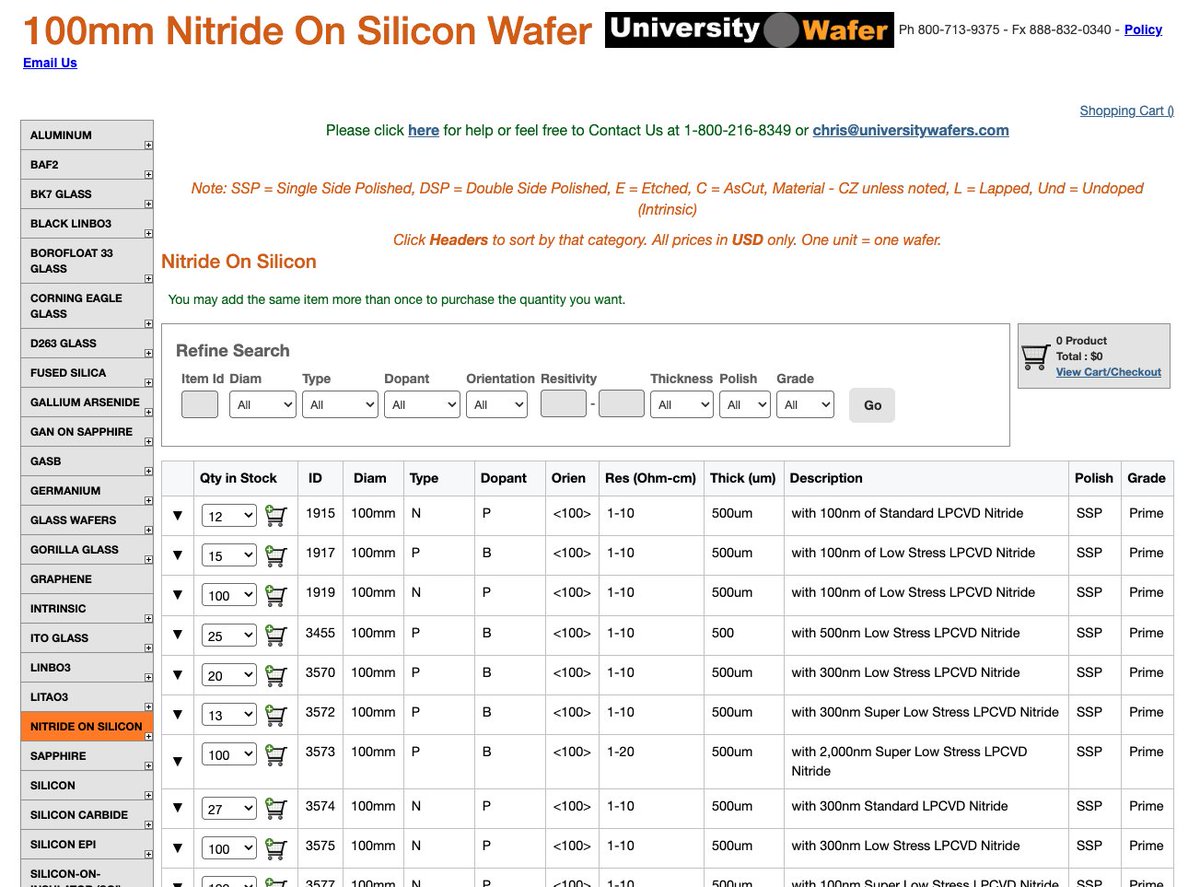 100mm Nitride On Silicon Wafer University Wafer Ph 800-713-9375 - Fx 888-832-0340 - Policy
Email Us
Shopping Cart ()
Please click here for help or feel free to Contact Us at 1-800-216-8349 or chris@universitywafers.com
Note: SSP = Single Side Polished, DSP = Double Side Polished, E = Etched, C = AsCut, Material - CZ unless noted, L = Lapped, Und = Undoped
(Intrinsic)
Click Headers to sort by that category. All prices in USD only. One unit = one wafer.
ALUMINUM
BAF2
BK7 GLASS
BLACK LINBO3
BOROFLOAT 33
GLASS
CORNING EAGLE
GLASS
D263 GLASS
FUSED SILICA
GALLIUM ARSENIDE
GAN ON SAPPHIRE
GASB
GERMANIUM
GLASS WAFERS
GORILLA GLASS
GRAPHENE
INTRINSIC
ITO GLASS
LINBO3
LITAO3
NITRIDE ON SILICON
SAPPHIRE
SILICON
SILICON CARBIDE
SILICON EPI
SILICON-ON-
Nitride On Silicon
You may add the same item more than once to purchase the quantity you want.
Refine Search
Item Id Diam Type Dopant Orientation Resitivity Thickness Polish Grade
All All All All - All All All Go
0 Product
Total : $0
View Cart/Checkout
Qty in Stock ID Diam Type Dopant Orien Res (Ohm-cm) Thick (um) Description Polish Grade
▼ 12 1915 100mm N P <100> 1-10 500um with 100nm of Standard LPCVD Nitride SSP Prime
▼ 15 1917 100mm P B <100> 1-10 500um with 100nm of Low Stress LPCVD Nitride SSP Prime
▼ 100 1919 100mm N P <100> 1-10 500um with 100nm of Low Stress LPCVD Nitride SSP Prime
▼ 25 3455 100mm P B <100> 1-10 500 with 500nm Low Stress LPCVD Nitride SSP Prime
▼ 20 3570 100mm P B <100> 1-10 500um with 300nm Low Stress LPCVD Nitride SSP Prime
▼ 13 3572 100mm P B <100> 1-10 500um with 300nm Super Low Stress LPCVD Nitride SSP Prime
▼ 100 3573 100mm P B <100> 1-20 500um with 2,000nm Super Low Stress LPCVD
Nitride SSP Prime
▼ 27 3574 100mm N P <100> 1-10 500um with 300nm Standard LPCVD Nitride SSP Prime
▼ 100 3575 100mm N P <100> 1-10 500um with 300nm Low Stress LPCVD Nitride SSP Prime
3577 100mm N P <100> 1-10 500um with 100nm Super Low Stress LPCVD Nitride SSP Prime